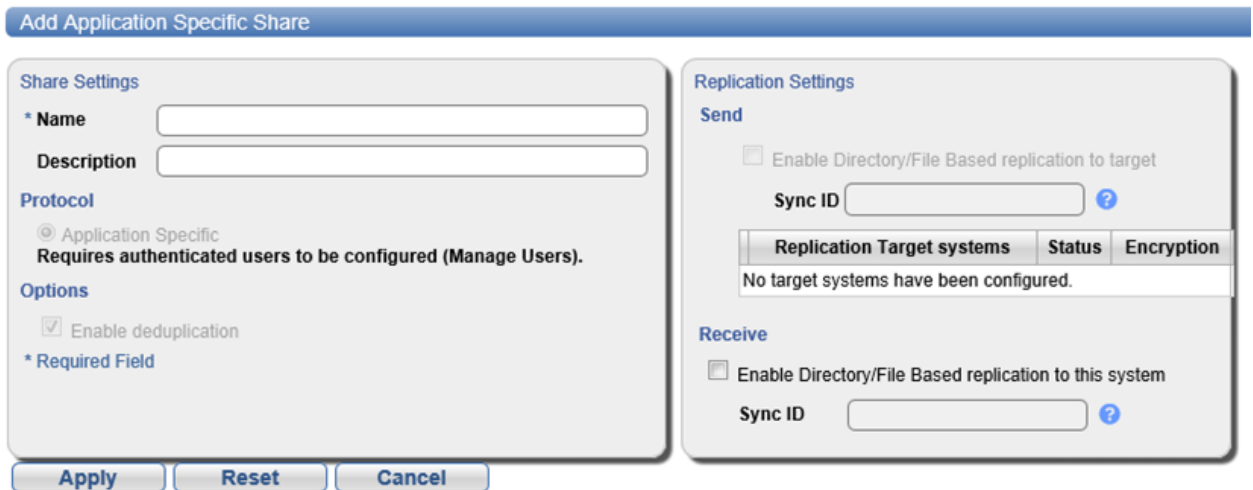 Add Application Specific Share
Share Settings
* Name
Description
Protocol
Application Specific
Requires authenticated users to be configured (Manage Users).
Options
Enable deduplication
* Required Field
Replication Settings
Send
Enable Directory/File Based replication to target
Sync ID ?
Replication Target systems Status Encryption
No target systems have been configured.
Receive
Enable Directory/File Based replication to this system
Sync ID ?
Apply Reset Cancel